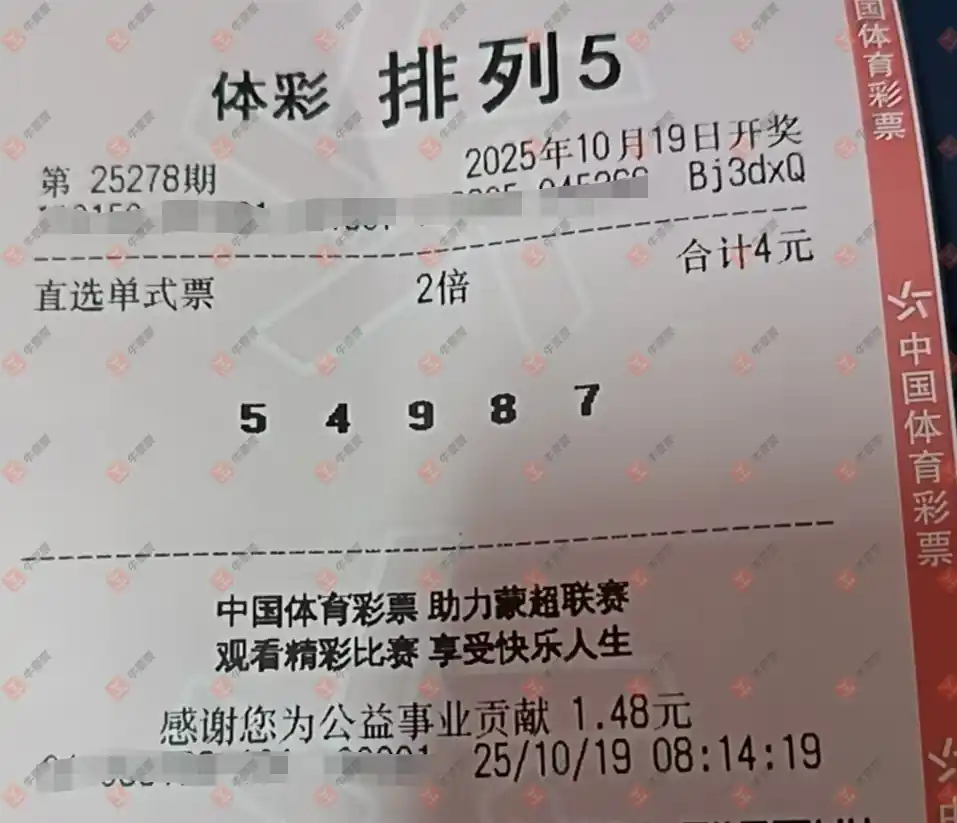 体彩 排列5
第 25278期 2025年10月19日开奖
Bj3dxQ
直选单式票 2倍 合计4元
5 4 9 8 7
中国体育彩票 助力蒙超联赛
观看精彩比赛 享受快乐人生
感谢您为公益事业贡献 1.48元
25/10/19 08:14:19
国体育彩票
中国体育彩票
中